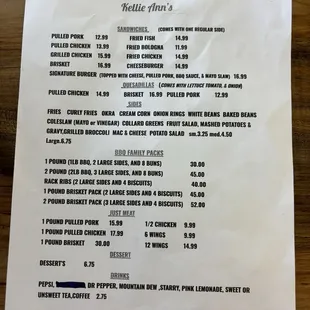 Kellie Ann's
SANDWICHES (COMES WITH ONE REGULAR SIDE)
PULLED PORK 12.99 FRIED FISH 14.99
PULLED CHICKEN 13.99 FRIED BOLOGNA 11.99
GRILLED CHICKEN 15.99 FRIED CHICKEN 14.99
BRISKET 16.99 CHEESEBURGER 14.99
SIGNATURE BURGER (TOPPED WITH CHEESE, PULLED PORK, BBQ SAUCE, & MAYO SLAW) 16.99
QUESADILLAS (COMES WITH LETTUCE TOMATO, & ONION)
PULLED CHICKEN 14.99 BRISKET 16.99 PULLED PORK 12.99
SIDES
FRIES CURLY FRIES OKRA CREAM CORN ONION RINGS WHITE BEANS BAKED BEANS
COLESLAW (MAYO or VINEGAR) COLLARD GREENS FRUIT SALAD, MASHED POTATOES &
GRAVY,GRILLED BROCCOLI MAC & CHEESE POTATO SALAD sm.3.25 med.4.50
Large.6.75
BBQ FAMILY PACKS
1 POUND (1LB BBQ, 2 LARGE SIDES, AND 8 BUNS) 30.00
2 POUND (2LB BBQ, 3 LARGE SIDES, AND 8 BUNS) 45.00
RACK RIBS (2 LARGE SIDES AND 4 BISCUITS) 40.00
1 POUND BRISKET PACK (2 LARGE SIDES AND 4 BISCUITS) 45.00
2 POUND BRISKET PACK (3 LARGE SIDES AND 4 BISCUITS) 52.00
JUST MEAT
1 POUND PULLED PORK 15.99 1/2 CHICKEN 9.99
1 POUND PULLED CHICKEN 17.99 6 WINGS 9.99
1 POUND BRISKET 30.00 12 WINGS 14.99
DESSERT
DESSERT'S 6.75
DRINKS
PEPSI, DR PEPPER, MOUNTAIN DEW ,STARRY, PINK LEMONADE, SWEET OR
UNSWEET TEA,COFFEE 2.75